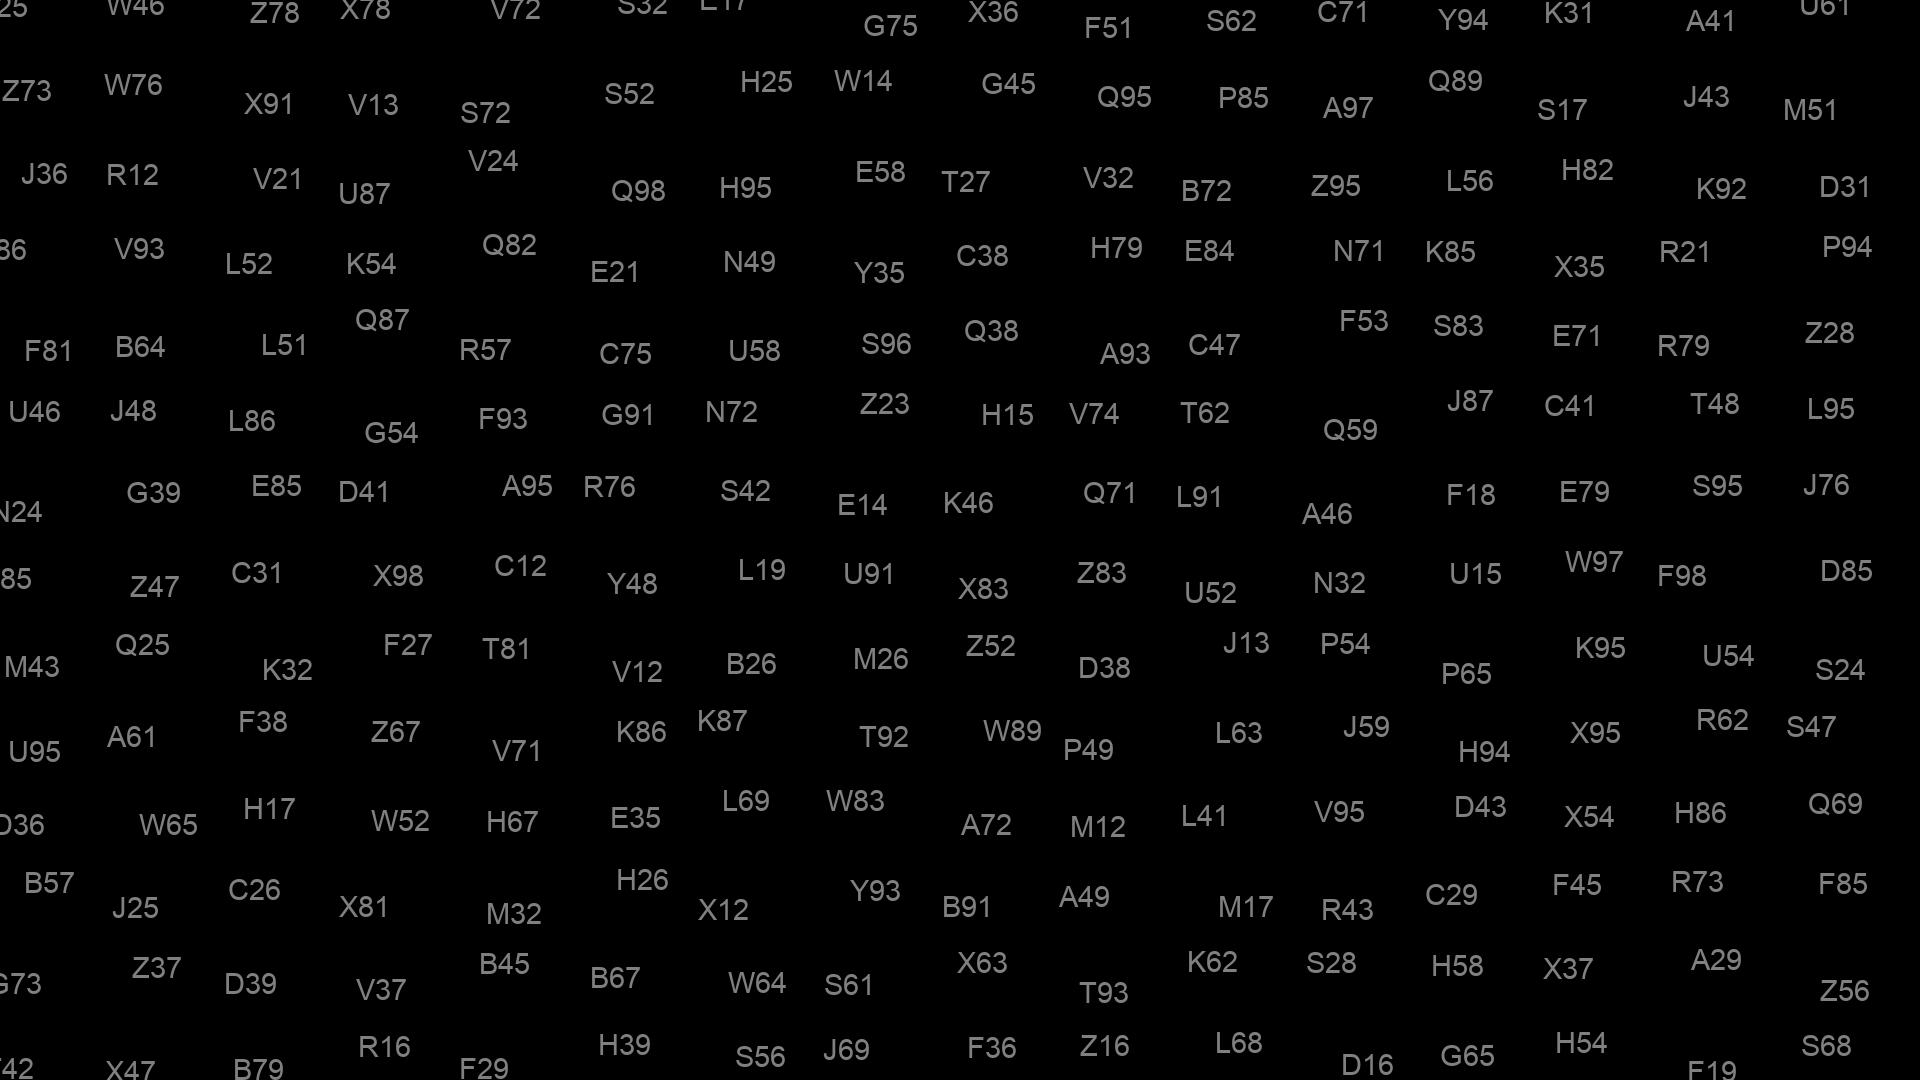 25 W46 Z78 X78 V72 S32 E17 G75 X36 F51 S62 C71 Y94 K31 A41 U61
Z73 W76 X91 V13 S72 S52 H25 W14 G45 Q95 P85 A97 Q89 S17 J43 M51
J36 R12 V21 U87 V24 Q98 H95 E58 T27 V32 B72 Z95 L56 H82 K92 D31
86 V93 L52 K54 Q82 E21 N49 Y35 C38 H79 E84 N71 K85 X35 R21 P94
F81 B64 L51 Q87 R57 C75 U58 S96 Q38 A93 C47 F53 S83 E71 R79 Z28
U46 J48 L86 G54 F93 G91 N72 Z23 H15 V74 T62 Q59 J87 C41 T48 L95
N24 G39 E85 D41 A95 R76 S42 E14 K46 Q71 L91 A46 F18 E79 S95 J76
85 Z47 C31 X98 C12 Y48 L19 U91 X83 Z83 U52 N32 U15 W97 F98 D85
M43 Q25 K32 F27 T81 V12 B26 M26 Z52 D38 J13 P54 P65 K95 U54 S24
U95 A61 F38 Z67 V71 K86 K87 T92 W89 P49 L63 J59 H94 X95 R62 S47
D36 W65 H17 W52 H67 E35 L69 W83 A72 M12 L41 V95 D43 X54 H86 Q69
B57 J25 C26 X81 M32 H26 X12 Y93 B91 A49 M17 R43 C29 F45 R73 F85
G73 Z37 D39 V37 B45 B67 W64 S61 X63 T93 K62 S28 H58 X37 A29 Z56
42 X47 B79 R16 F29 H39 S56 J69 F36 Z16 L68 D16 G65 H54 F19 S68